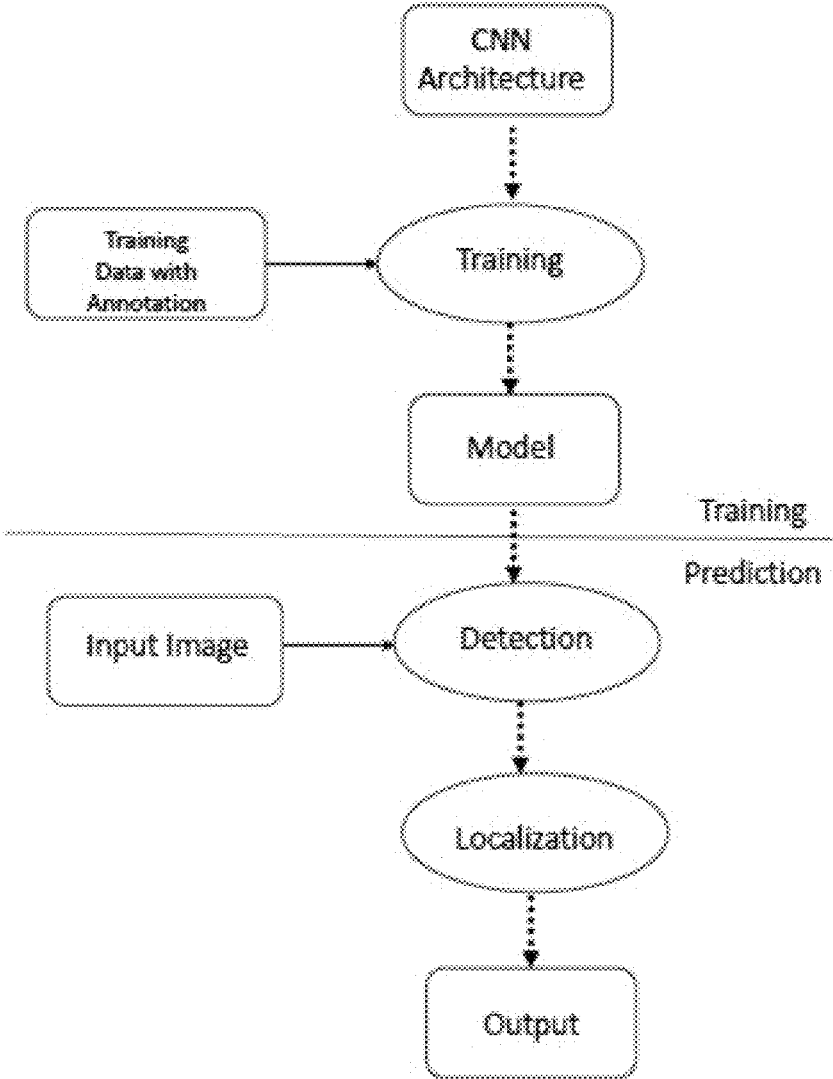 CNN
Architecture
Training
Data with
Annotation
Training
Model
Training
Prediction
Input Image
Detection
Localization
Output